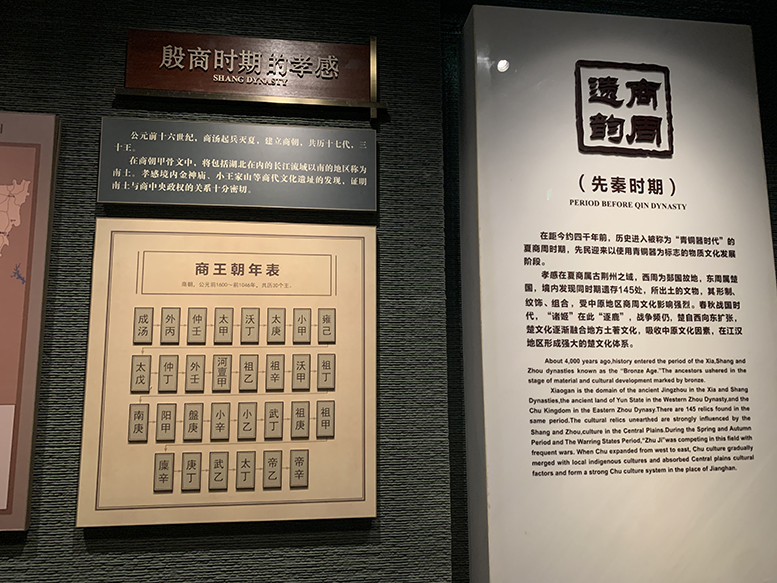 殷商时期的孝感
SHANG DYNASTY
公元前十六世纪，商汤起兵灭夏，建立商朝，共历十七代，三
十王。
在商朝甲骨文中，将包括湖北在内的长江流域以南的地区称为
南土。孝感境内金神庙、小王家山等商代文化遗址的发现，证明
南土与商中央政权的关系十分密切。
商王朝年表
商朝，公元前1600～前1046年，共历30个王。
成汤 外丙 仲壬 太甲 沃丁 太庚 小甲 雍己
太戊 仲丁 外壬 河亶甲 祖乙 祖辛 沃甲 祖丁
南庚 阳甲 盤庚 小辛 小乙 武丁 祖庚 祖甲
廩辛 庚丁 武乙 太丁 帝乙 帝辛
商周
遗韵
（先秦时期）
PERIOD BEFORE QIN DYNASTY
在距今约四千年前，历史进入被称为“青铜器时代”的
夏商周时期，先民迎来以使用青铜器为标志的物质文化发展
阶段。
孝感在夏商属古荆州之域，西周为郧国故地，东周属楚
国，境内发现同时期遗存145处，所出土的文物，其形制、
纹饰、组合，受中原地区商周文化影响强烈。春秋战国时
代，“诸姬”在此“逐鹿”，战争频仍，楚自西向东扩张，
楚文化逐渐融合地方土著文化，吸收中原文化因素，在江汉
地区形成强大的楚文化体系。
About 4,000 years ago,history entered the period of the Xia,Shang and
Zhou dynasties known as the "Bronze Age."The ancestors ushered in the
stage of material and cultural development marked by bronze.
Xiaogan is the domain of the ancient Jingzhou in the Xia and Shang
Dynasties,the ancient land of Yun State in the Western Zhou Dynasty,and the
Chu Kingdom in the Eastern Zhou Dynasy.There are 145 relics found in the
same period.The cultural relics unearthed are strongly influenced by the
Shang and Zhou,culture in the Central Plains.During the Spring and Autumn
Period and The Warring States Period,"Zhu Ji"was competing in this field with
frequent wars. When Chu expanded from west to east, Chu culture gradually
merged with local indigenous cultures and absorbed Central plains cultural
factors and form a strong Chu culture system in the place of Jianghan.